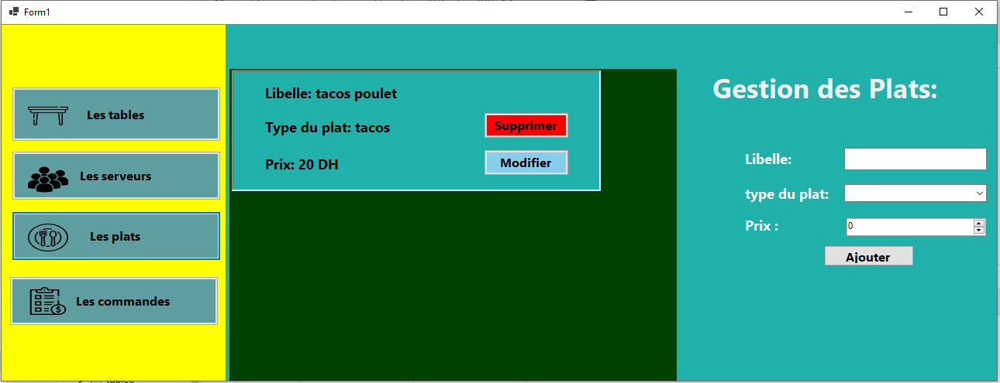 Form1
Les tables
Les serveurs
Les plats
Les commandes
Libelle: tacos poulet
Type du plat: tacos
Prix: 20 DH
Supprimer
Modifier
Gestion des Plats:
Libelle:
type du plat:
Prix :
0
Ajouter